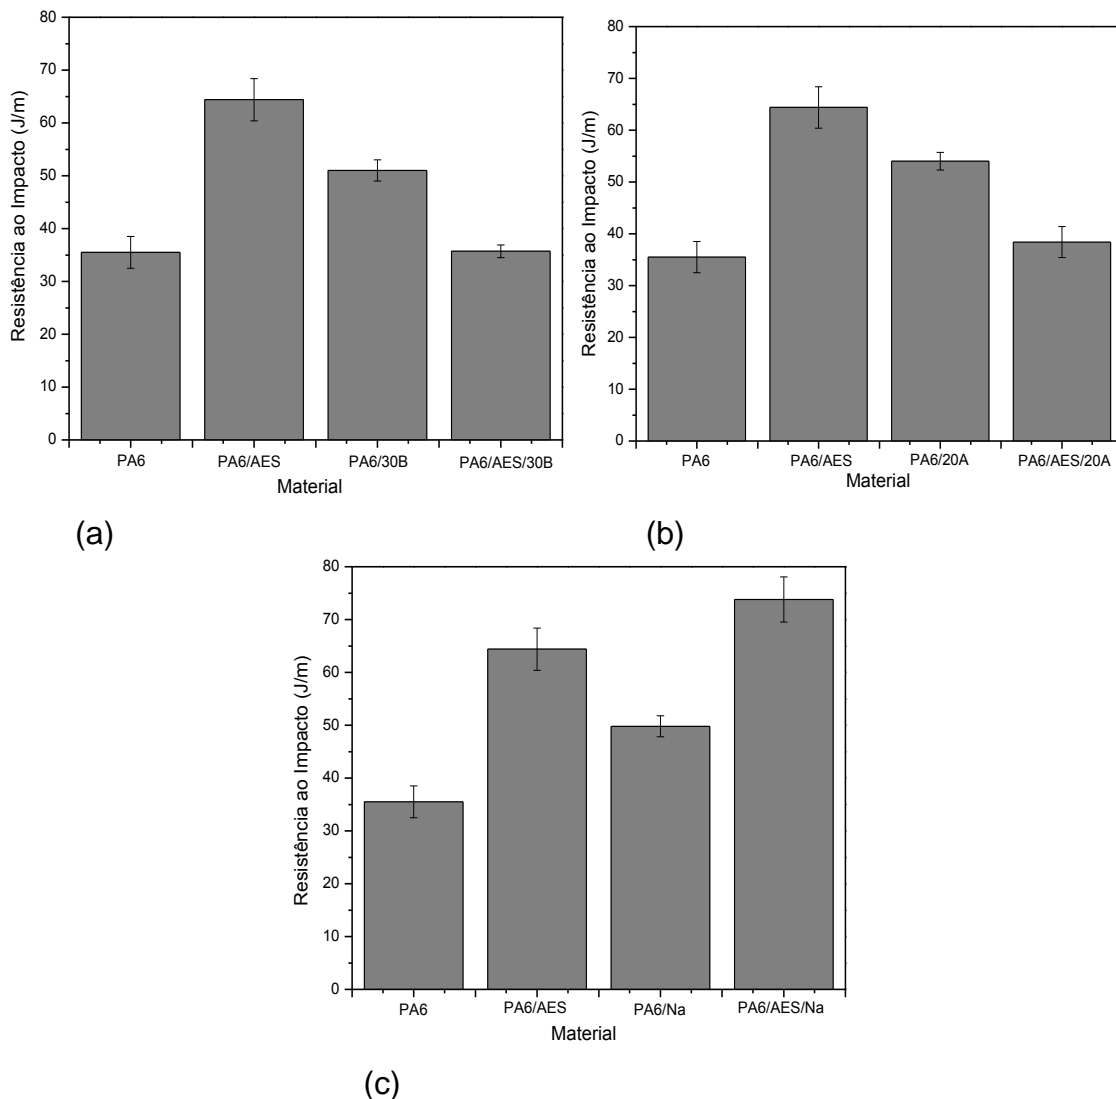 80
70
60
50
40
30
20
10
0
Resistência ao Impacto (J/m)
PA6 PA6/AES PA6/30B PA6/AES/30B
Material
(a)
80
70
60
50
40
30
20
10
0
Resistência ao Impacto (J/m)
PA6 PA6/AES PA6/20A PA6/AES/20A
Material
(b)
80
70
60
50
40
30
20
10
0
Resistência ao Impacto (J/m)
PA6 PA6/AES PA6/Na PA6/AES/Na
Material
(c)